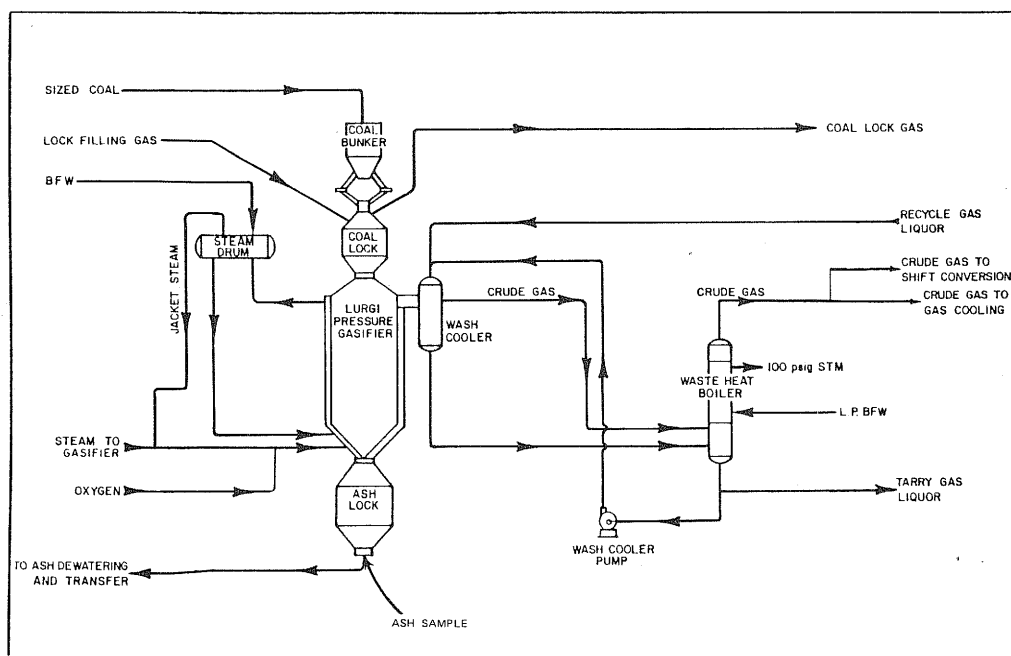 SIZED COAL
COAL
BUNKER
COAL LOCK GAS
LOCK FILLING GAS
BFW
RECYCLE GAS
LIQUOR
STEAM
DRUM
COAL
LOCK
JACKET STEAM
CRUDE GAS TO
SHIFT CONVERSION
CRUDE GAS
CRUDE GAS
CRUDE GAS TO
GAS COOLING
LURGI
PRESSURE
GASIFIER
WASH
COOLER
100 psig STM
WASTE HEAT
BOILER
L.P. BFW
STEAM TO
GASIFIER
OXYGEN
ASH
LOCK
TARRY GAS
LIQUOR
WASH COOLER
PUMP
TO ASH DEWATERING
AND TRANSFER
ASH SAMPLE